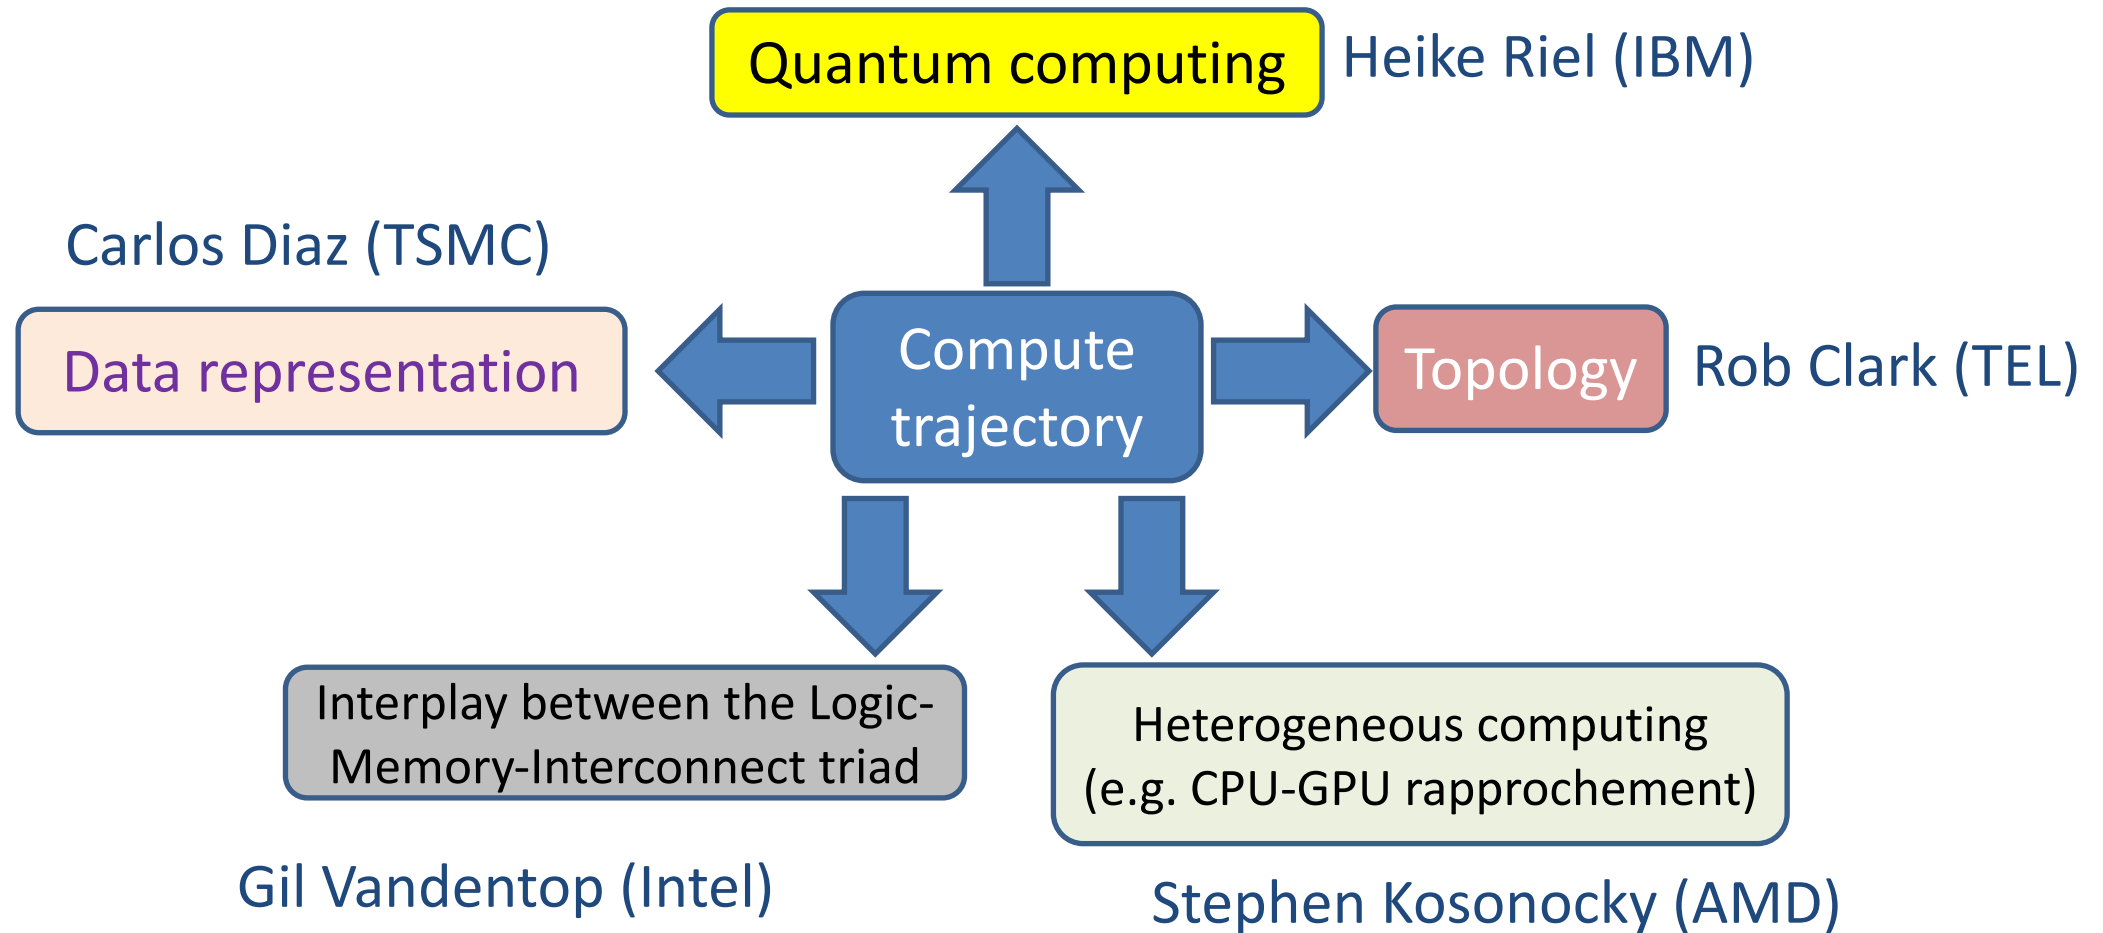 Quantum computing
Heike Riel (IBM)
Carlos Diaz (TSMC)
Data representation
Compute
trajectory
Topology
Rob Clark (TEL)
Interplay between the Logic-
Memory-Interconnect triad
Heterogeneous computing
(e.g. CPU-GPU rapprochement)
Gil Vandentop (Intel)
Stephen Kosonocky (AMD)